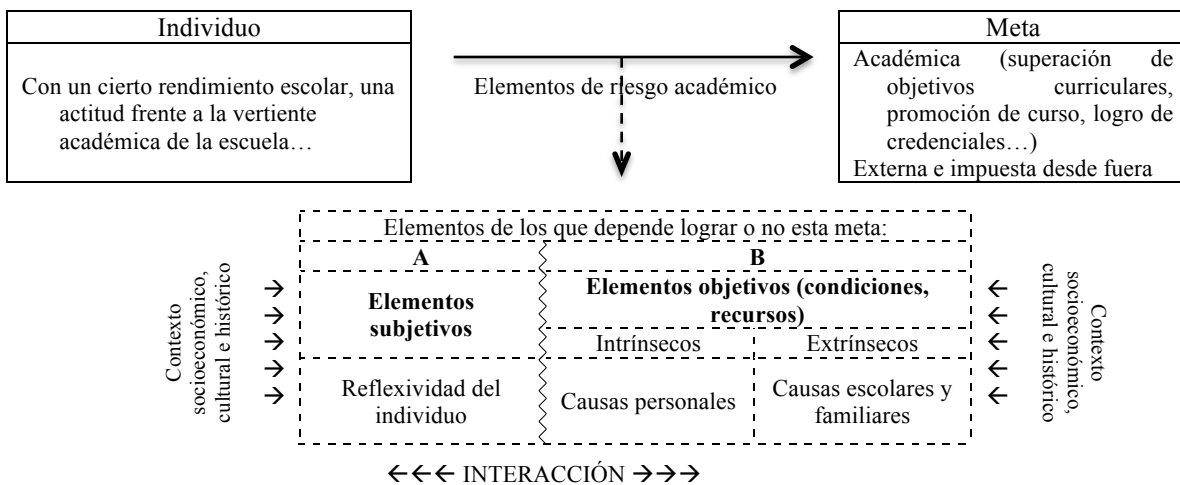 Individuo
Con un cierto rendimiento escolar, una
actitud frente a la vertiente
académica de la escuela…
Elementos de riesgo académico
Meta
Académica (superación de
objetivos curriculares,
promoción de curso, logro de
credenciales…)
Externa e impuesta desde fuera
Contexto
socioeconómico,
cultural e histórico
→
→
→
→
→
Elementos de los que depende lograr o no esta meta:
A
B
Elementos
subjetivos
Elementos objetivos (condiciones,
recursos)
Intrínsecos
Extrínsecos
Reflexividad del
individuo
Causas personales
Causas escolares y
familiares
←
←
←
←
←
Contexto
socioeconómico,
cultural e histórico
←←← INTERACCIÓN →→→